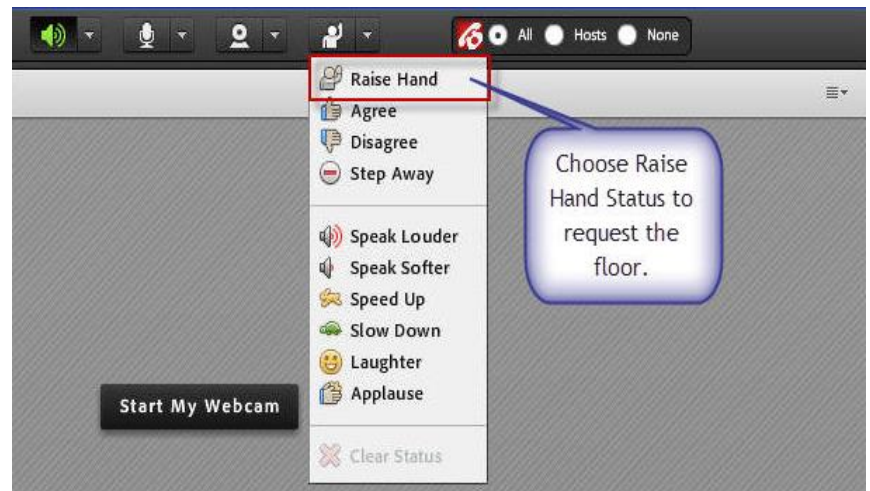 All Hosts None
Raise Hand
Agree
Disagree
Step Away
Speak Louder
Speak Softer
Speed Up
Slow Down
Laughter
Applause
Clear Status
Choose Raise
Hand Status to
request the
floor.
Start My Webcam